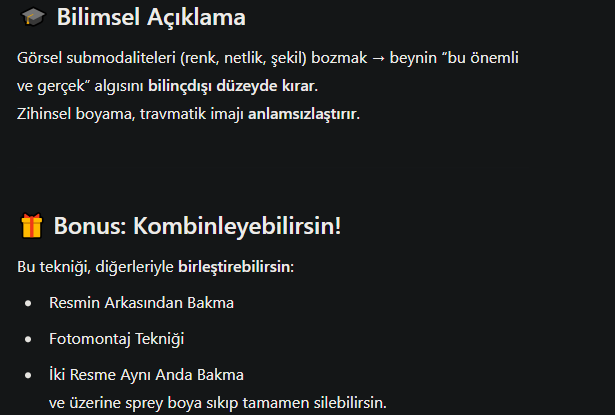 🎓 Bilimsel Açıklama
Görsel submodaliteleri (renk, netlik, şekil) bozmak → beynin “bu önemli
ve gerçek” algısını bilinçdışı düzeyde kırar.
Zihinsel boyama, travmatik imajı anlamsızlaştırır.
🎁 Bonus: Kombinleyebilirsin!
Bu tekniği, diğerleriyle birleştirebilirsin:
• Resmin Arkasından Bakma
• Fotomontaj Tekniği
• İki Resme Aynı Anda Bakma
ve üzerine sprey boya sıkıp tamamen silebilirsin.